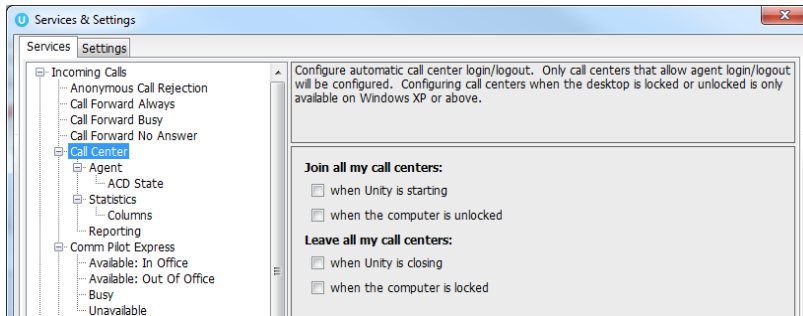 Services & Settings
Services
Settings
Incoming Calls
Anonymous Call Rejection
Call Forward Always
Call Forward Busy
Call Forward No Answer
Call Center
Agent
ACD State
Statistics
Columns
Reporting
Comm Pilot Express
Available: In Office
Available: Out Of Office
Busy
Unavailable
Configure automatic call center login/logout. Only call centers that allow agent login/logout
will be configured. Configuring call centers when the desktop is locked or unlocked is only
available on Windows XP or above.
Join all my call centers:
when Unity is starting
when the computer is unlocked
Leave all my call centers:
when Unity is closing
when the computer is locked